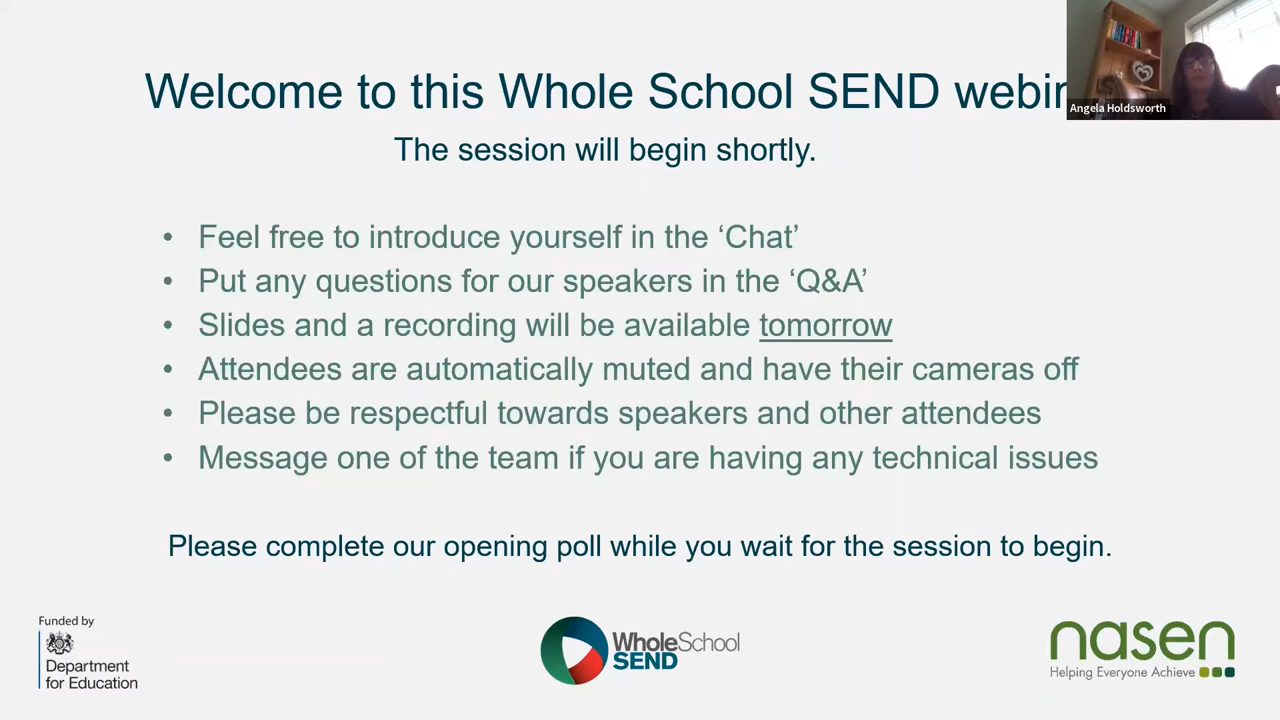 Welcome to this Whole School SEND webin
Angela Holdsworth
The session will begin shortly.
• Feel free to introduce yourself in the ‘Chat’
• Put any questions for our speakers in the ‘Q&A’
• Slides and a recording will be available tomorrow
• Attendees are automatically muted and have their cameras off
• Please be respectful towards speakers and other attendees
• Message one of the team if you are having any technical issues
Please complete our opening poll while you wait for the session to begin.
Funded by
Department
for Education
WholeSchool
SEND
nasen
Helping Everyone Achieve